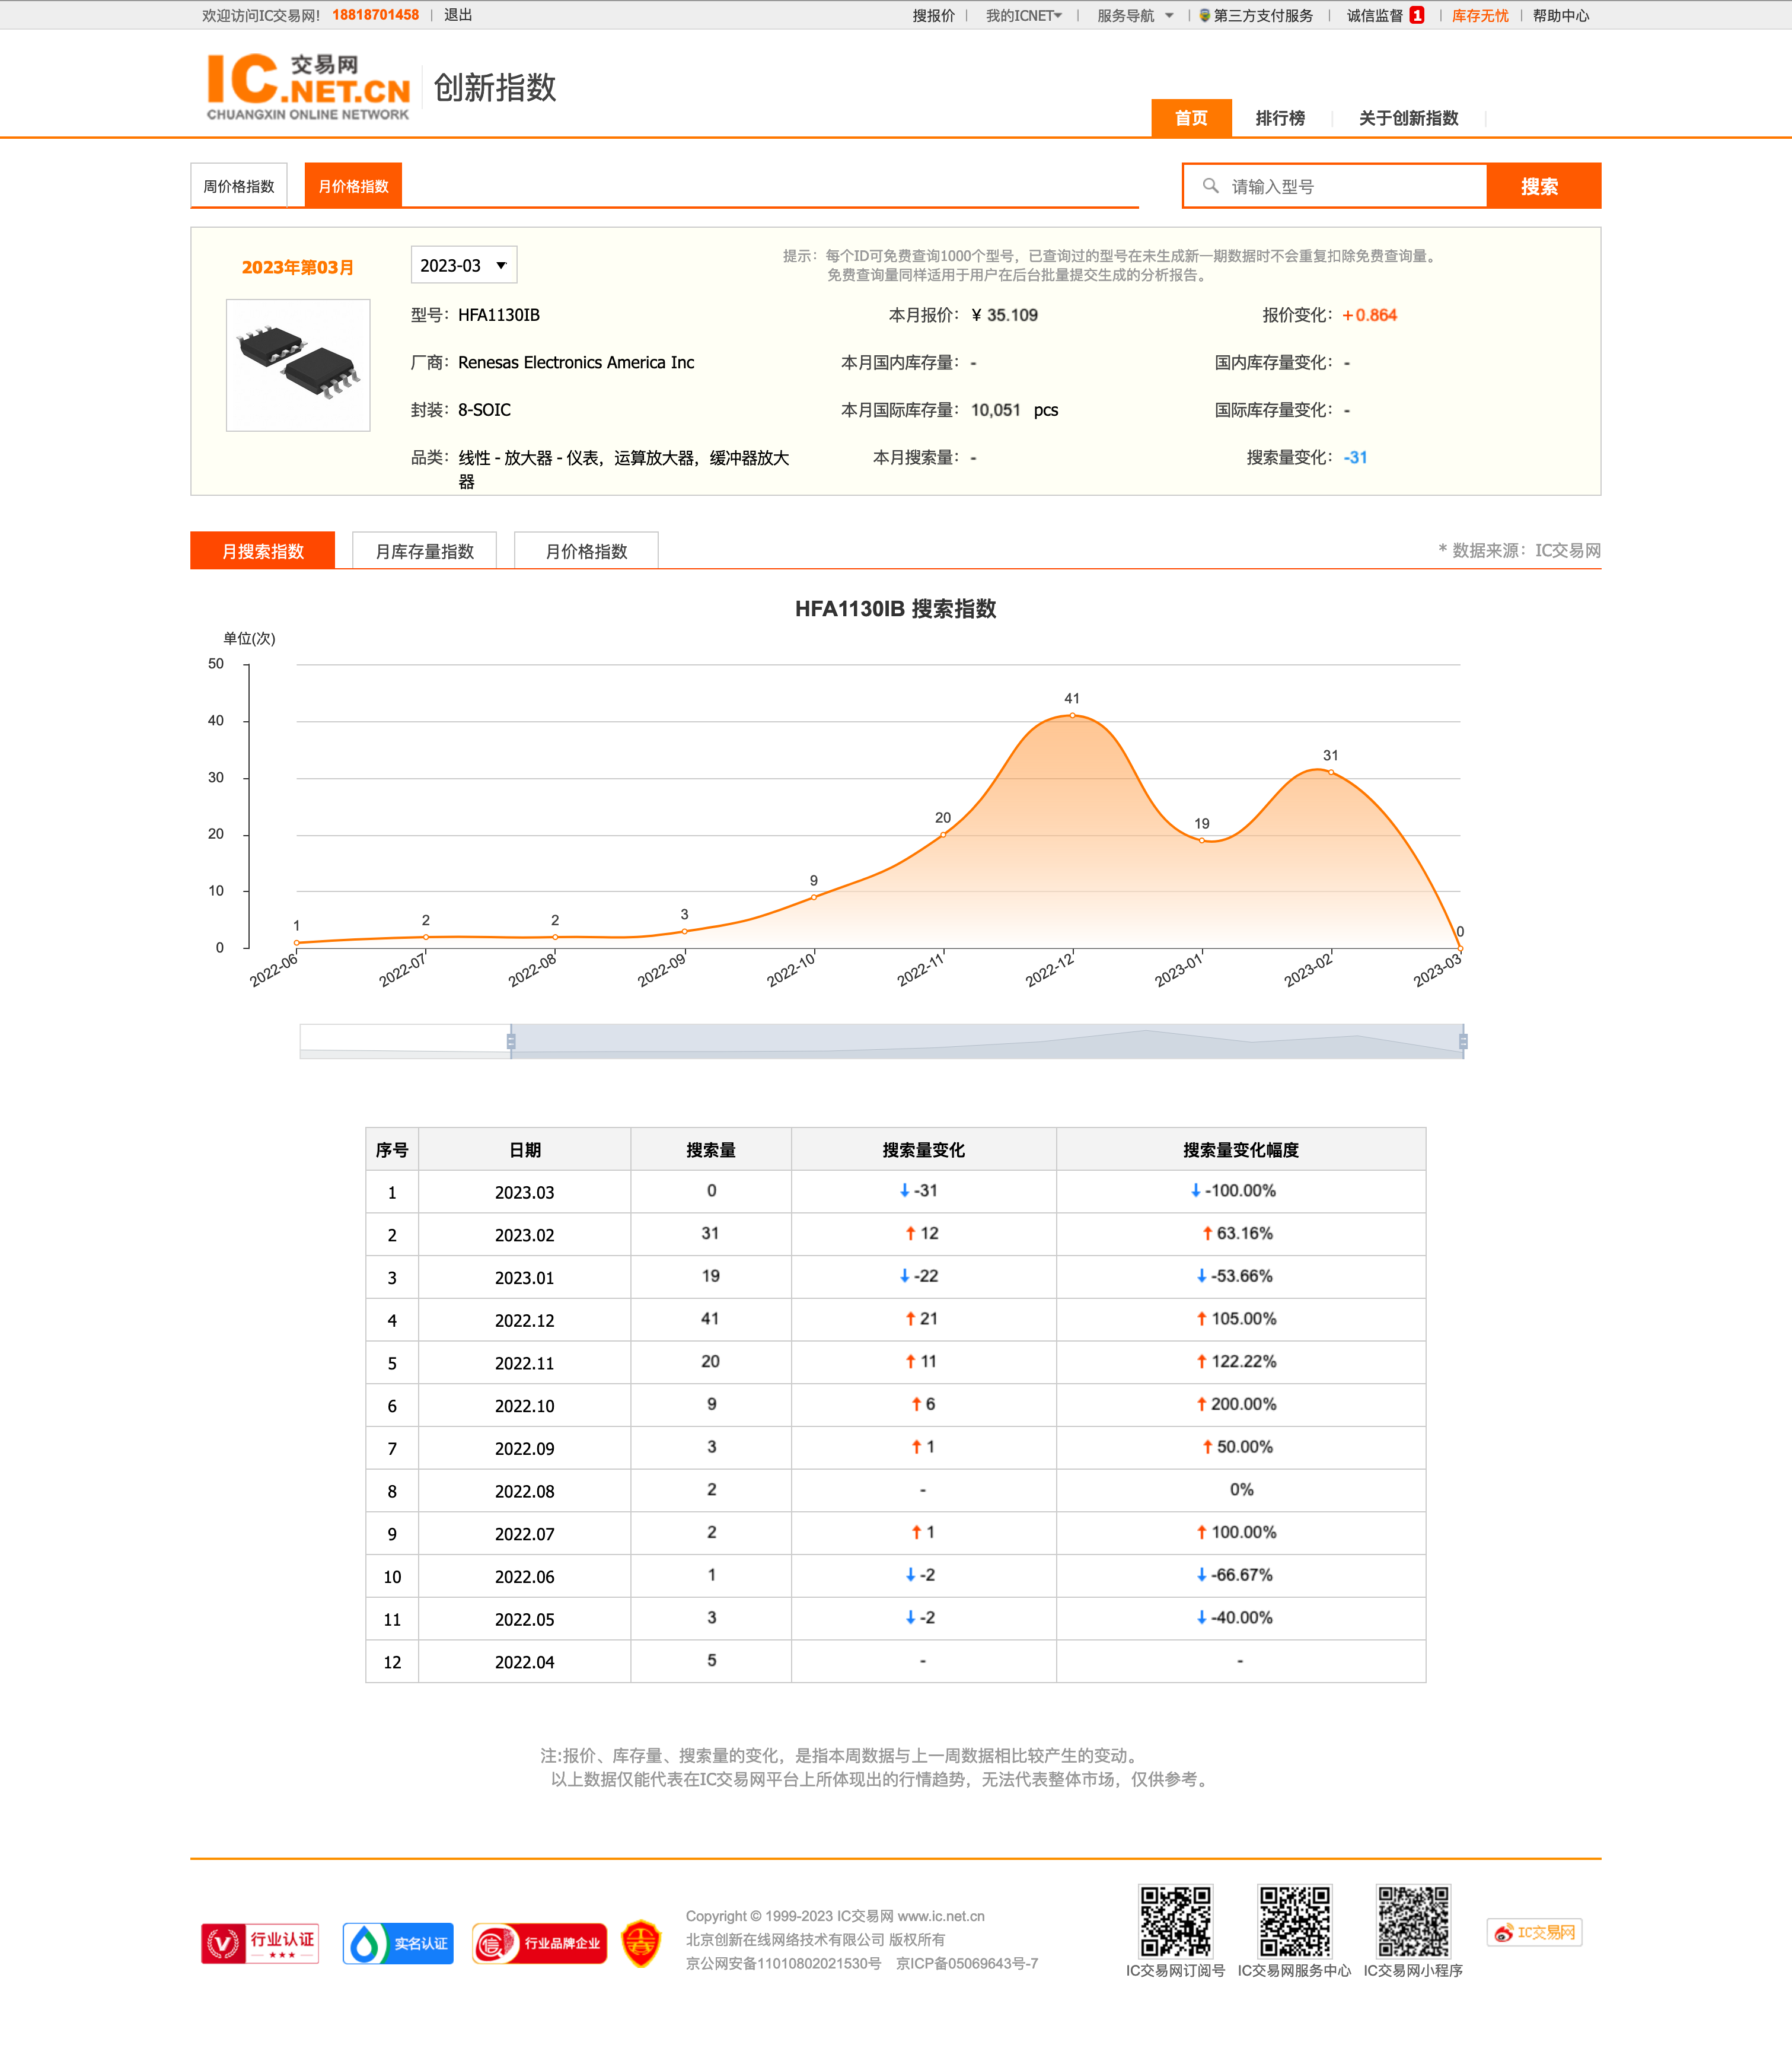 欢迎访问IC交易网! 18818701458 | 退出
搜报价 | 我的ICNET | 服务导航 | 第三方支付服务 | 诚信监督 1 | 库存无忧 | 帮助中心
IC交易网
.NET.CN
CHUANGXIN ONLINE NETWORK
创新指数
首页 排行榜 关于创新指数
周价格指数 月价格指数
请输入型号 搜索
2023年第03月 2023-03
提示：每个ID可免费查询1000个型号，已查询过的型号在未生成新一期数据时不会重复扣除免费查询量。
免费查询量同样适用于用户在后台批量提交生成的分析报告。
型号：HFA1130IB 本月报价：¥ 35.109 报价变化：+0.864
厂商：Renesas Electronics America Inc 本月国内库存量：- 国内库存量变化：-
封装：8-SOIC 本月国际库存量：10,051 pcs 国际库存量变化：-
品类：线性 - 放大器 - 仪表，运算放大器，缓冲器放大 本月搜索量：- 搜索量变化：-31
器
月搜索指数 月库存量指数 月价格指数 * 数据来源：IC交易网
HFA1130IB 搜索指数
单位(次)
50
41
40
31
30
20 19
20
9
10
1 2 2 3 0
0
2022-06 2022-07 2022-08 2022-09 2022-10 2022-11 2022-12 2023-01 2023-02 2023-03
序号 日期 搜索量 搜索量变化 搜索量变化幅度
1 2023.03 0 ↓ -31 ↓ -100.00%
2 2023.02 31 ↑ 12 ↑ 63.16%
3 2023.01 19 ↓ -22 ↓ -53.66%
4 2022.12 41 ↑ 21 ↑ 105.00%
5 2022.11 20 ↑ 11 ↑ 122.22%
6 2022.10 9 ↑ 6 ↑ 200.00%
7 2022.09 3 ↑ 1 ↑ 50.00%
8 2022.08 2 - 0%
9 2022.07 2 ↑ 1 ↑ 100.00%
10 2022.06 1 ↓ -2 ↓ -66.67%
11 2022.05 3 ↓ -2 ↓ -40.00%
12 2022.04 5 - -
注:报价、库存量、搜索量的变化，是指本周数据与上一周数据相比较产生的变动。
以上数据仅能代表在IC交易网平台上所体现出的行情趋势，无法代表整体市场，仅供参考。
行业认证
实名认证
信 行业品牌企业
Copyright © 1999-2023 IC交易网 www.ic.net.cn
北京创新在线网络技术有限公司 版权所有
京公网安备11010802021530号 京ICP备05069643号-7
IC交易网订阅号 IC交易网服务中心 IC交易网小程序
IC交易网